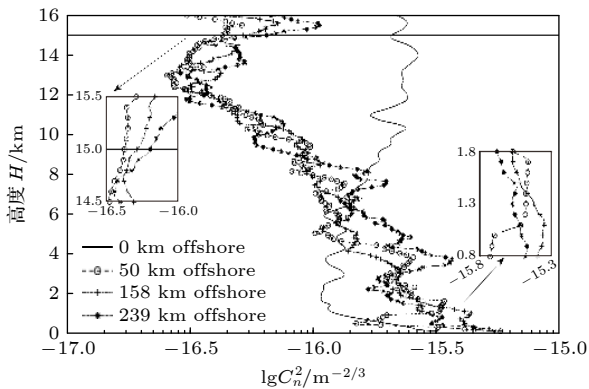 16
14
12
10
8
6
4
2
0
高度 H/km
15.5
15.0
14.5
−16.5 −16.0
1.8
1.3
0.8
−15.8 −15.3
0 km offshore
50 km offshore
158 km offshore
239 km offshore
−17.0 −16.5 −16.0 −15.5 −15.0
lgC_n^2/m^{−2/3}